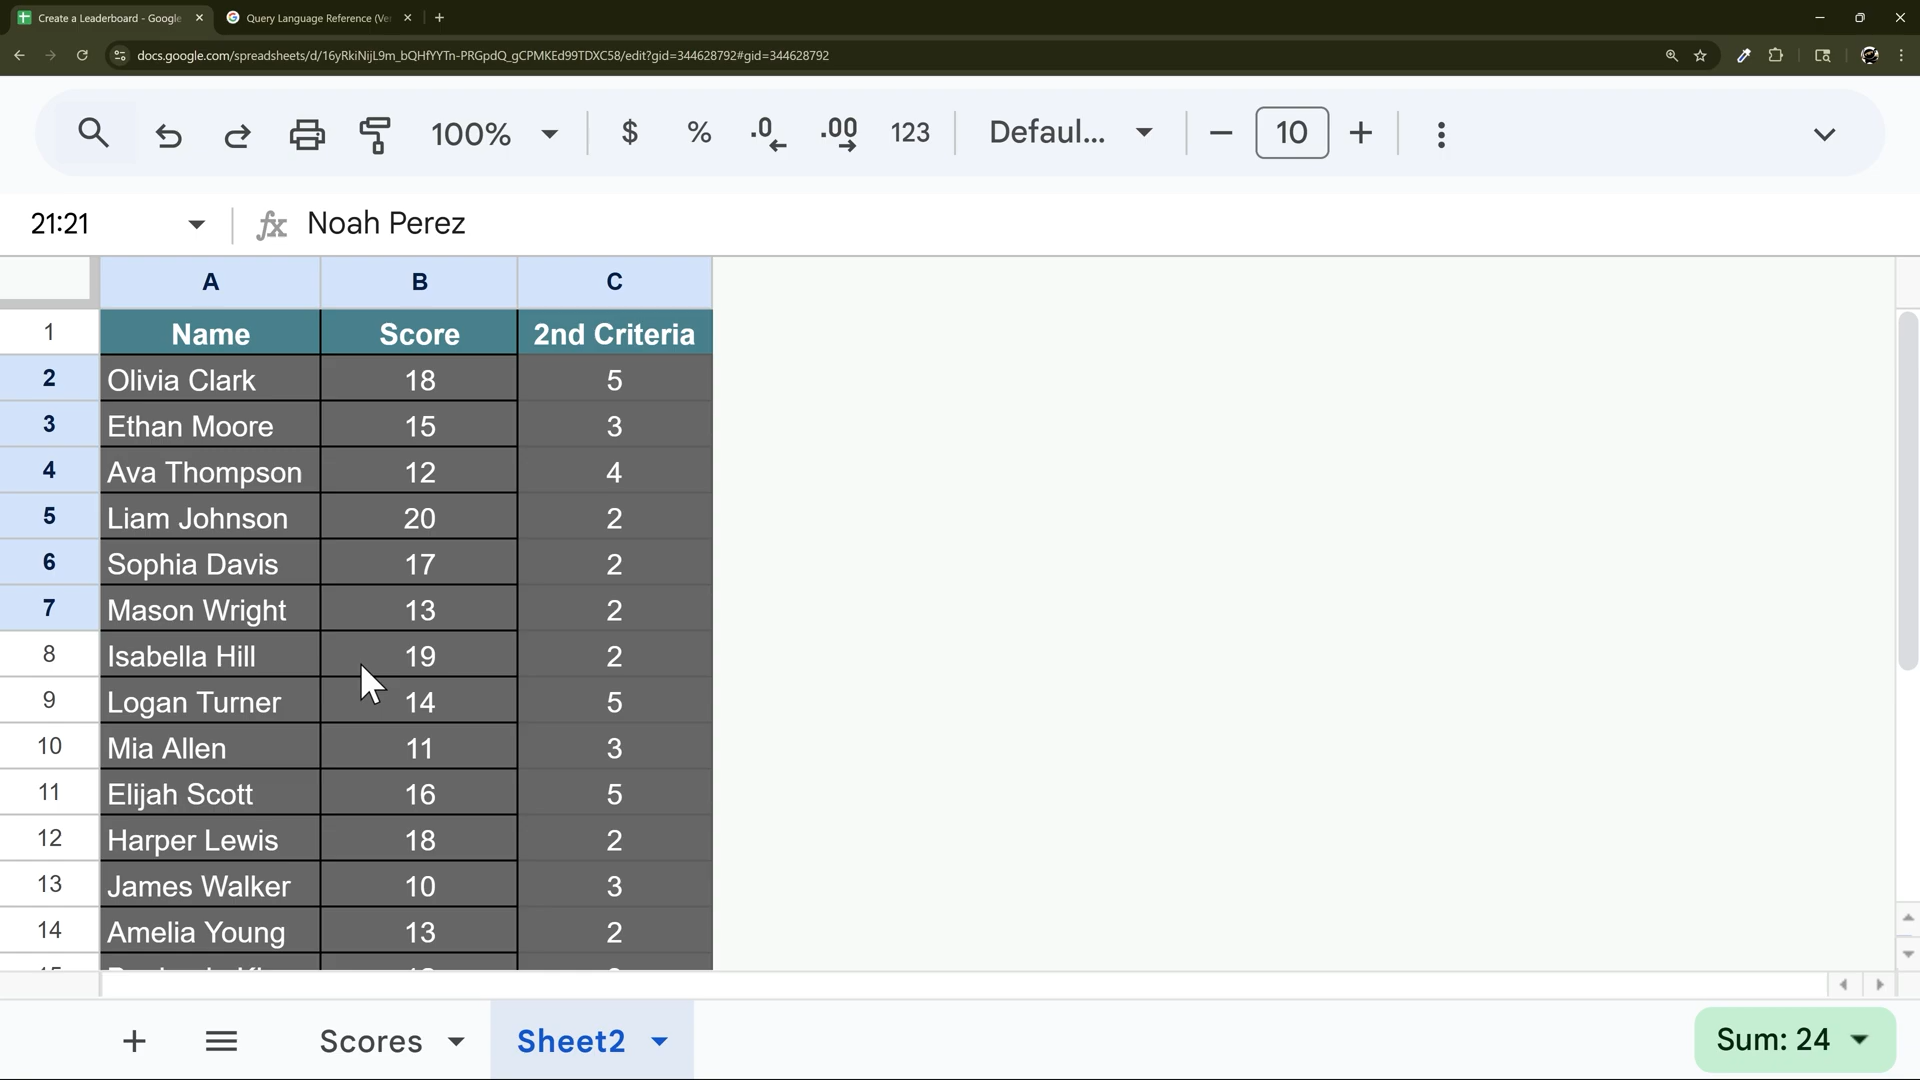 Create a Leaderboard - Google
Query Language Reference (Ve
docs.google.com/spreadsheets/d/16yRkiNijL9m_bQHfYYTn-PRGpdQ_gCPMKEd99TDXC58/edit?gid=344628792#gid=344628792
100% $ % .0 .00 123 Defaul... 10
21:21 fx Noah Perez
A B C
1 Name Score 2nd Criteria
2 Olivia Clark 18 5
3 Ethan Moore 15 3
4 Ava Thompson 12 4
5 Liam Johnson 20 2
6 Sophia Davis 17 2
7 Mason Wright 13 2
8 Isabella Hill 19 2
9 Logan Turner 14 5
10 Mia Allen 11 3
11 Elijah Scott 16 5
12 Harper Lewis 18 2
13 James Walker 10 3
14 Amelia Young 13 2
Scores Sheet2 Sum: 24